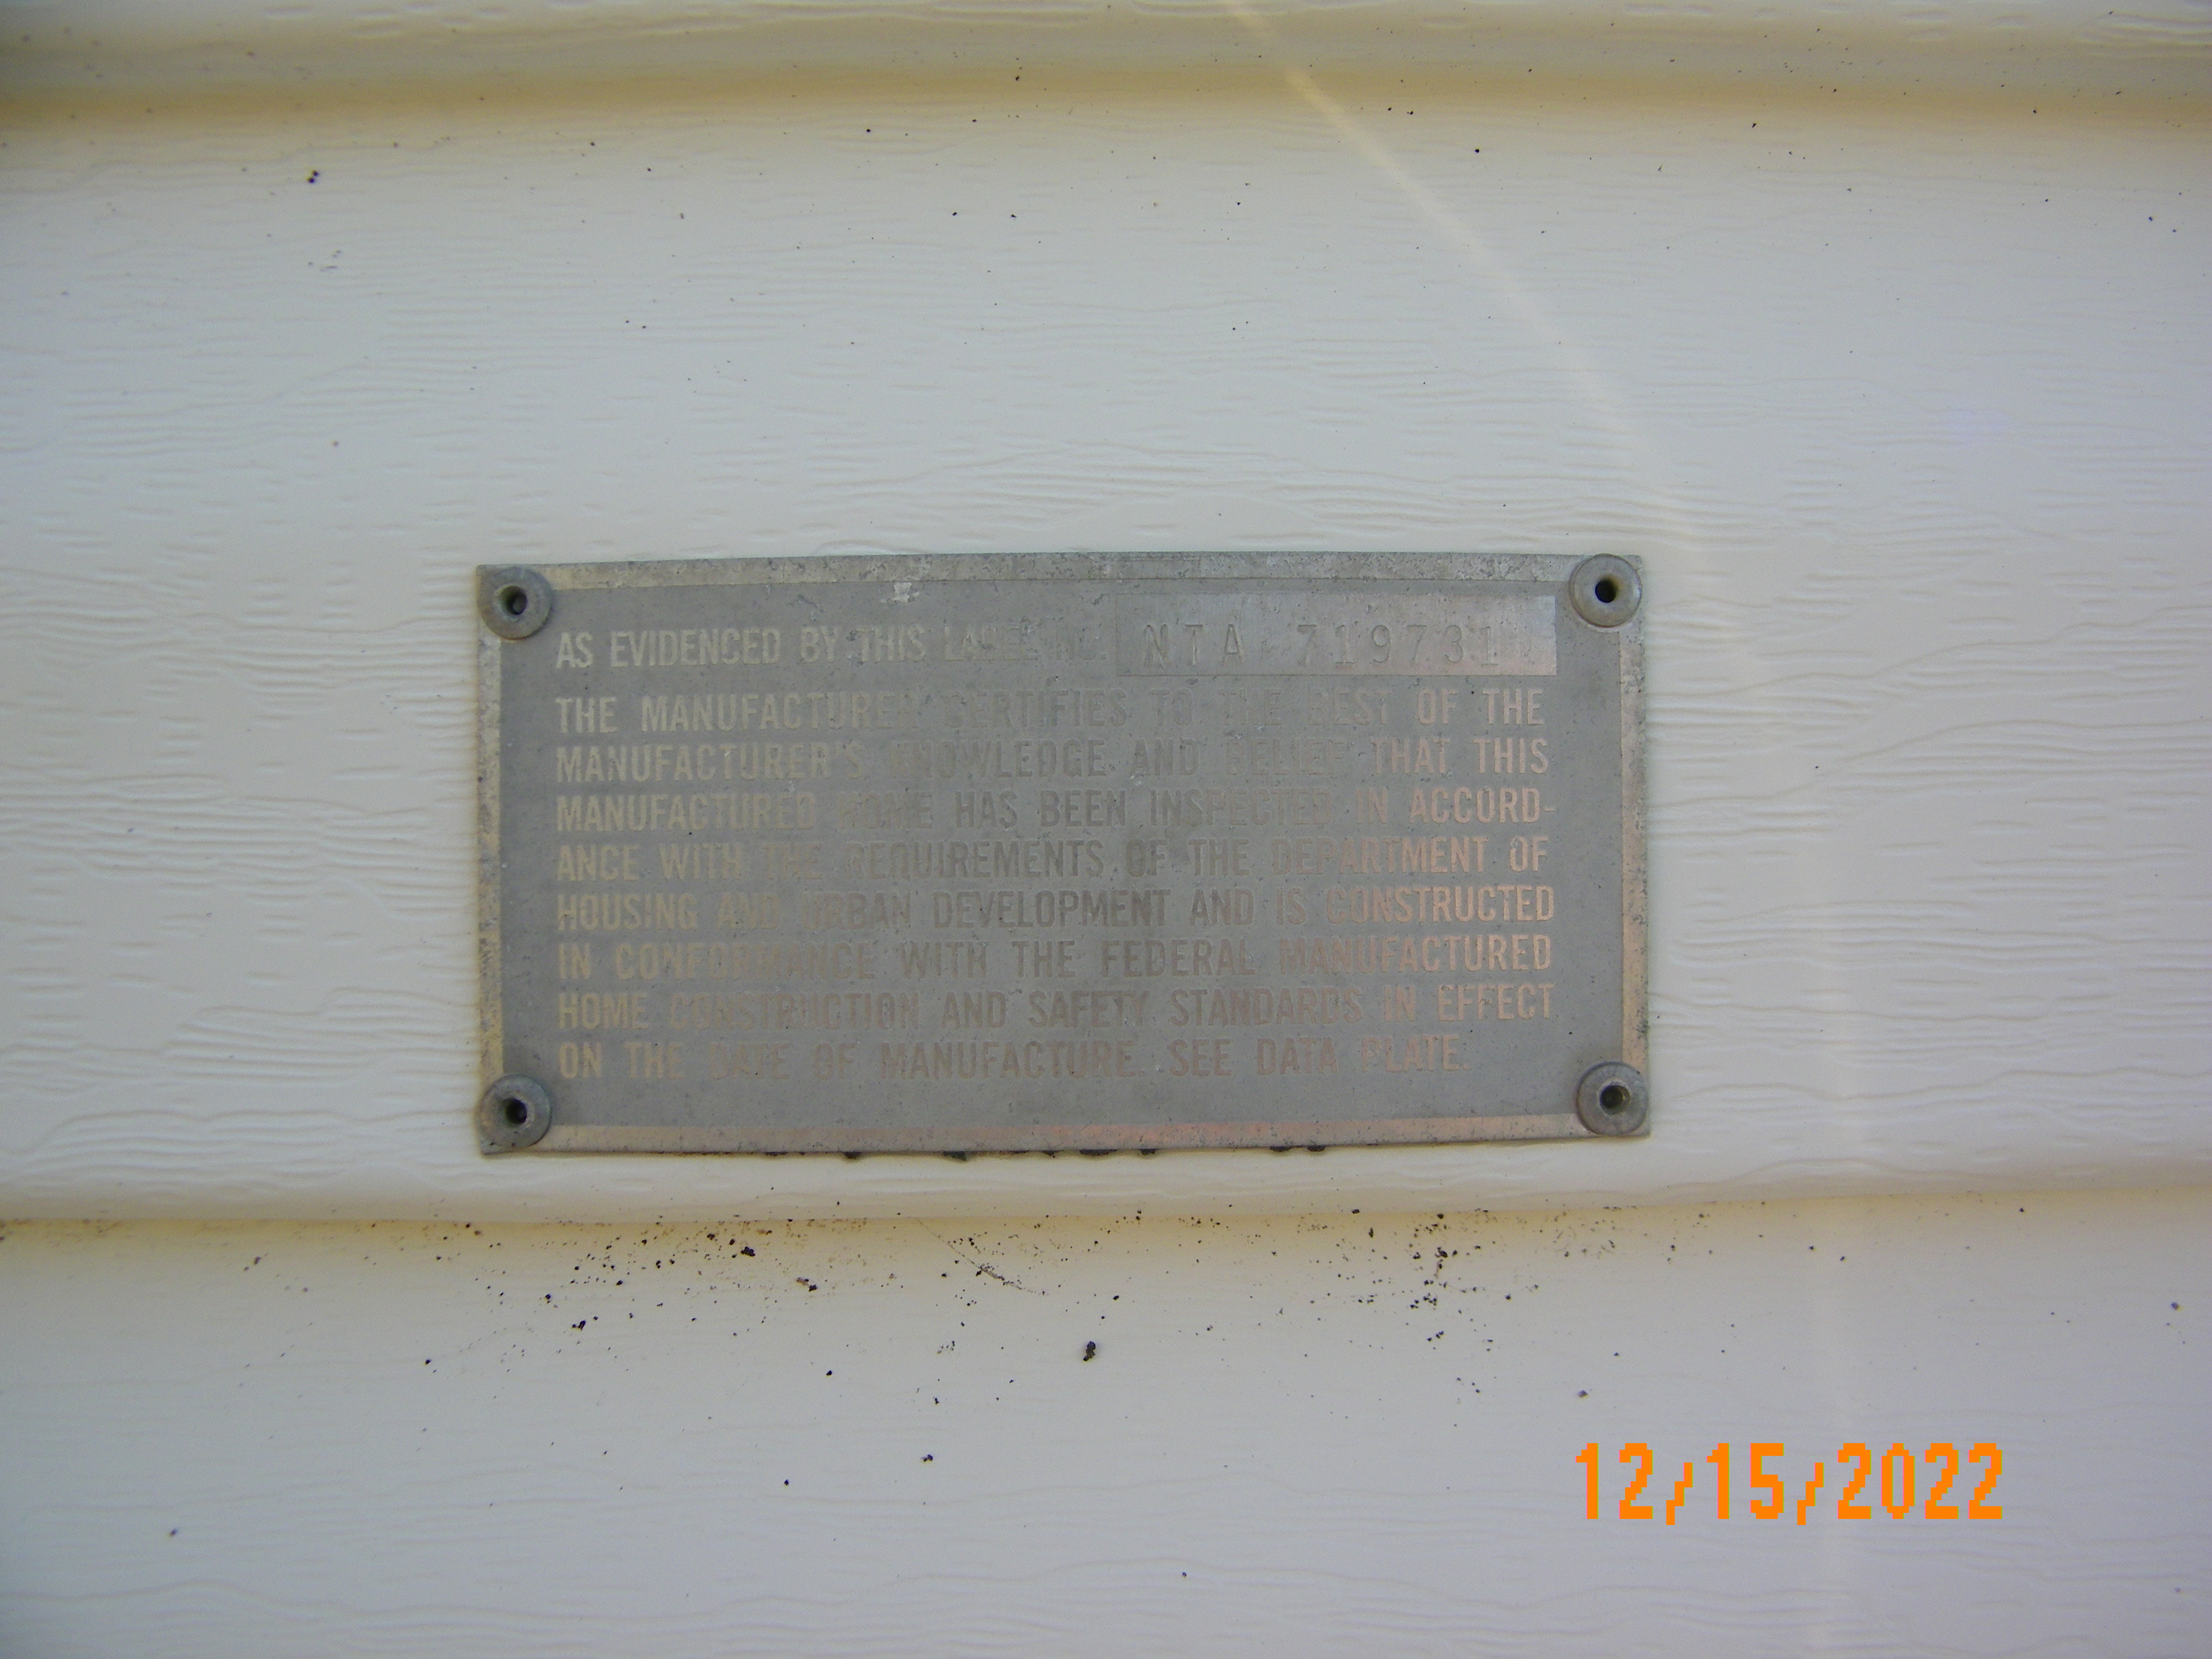 AS EVIDENCED BY THIS LABEL NO. NTA 719731
THE MANUFACTURER CERTIFIES TO THE BEST OF THE
MANUFACTURER'S KNOWLEDGE AND BELIEF THAT THIS
MANUFACTURED HOME HAS BEEN INSPECTED IN ACCORD-
ANCE WITH THE REQUIREMENTS OF THE DEPARTMENT OF
HOUSING AND URBAN DEVELOPMENT AND IS CONSTRUCTED
IN CONFORMANCE WITH THE FEDERAL MANUFACTURED
HOME CONSTRUCTION AND SAFETY STANDARDS IN EFFECT
ON THE DATE OF MANUFACTURE. SEE DATA PLATE.
12/15/2022